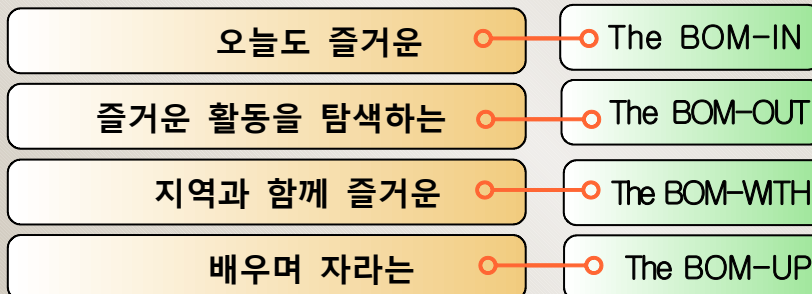 오늘도 즐거운 The BOM-IN
즐거운 활동을 탐색하는 The BOM-OUT
지역과 함께 즐거운 The BOM-WITH
배우며 자라는 The BOM-UP